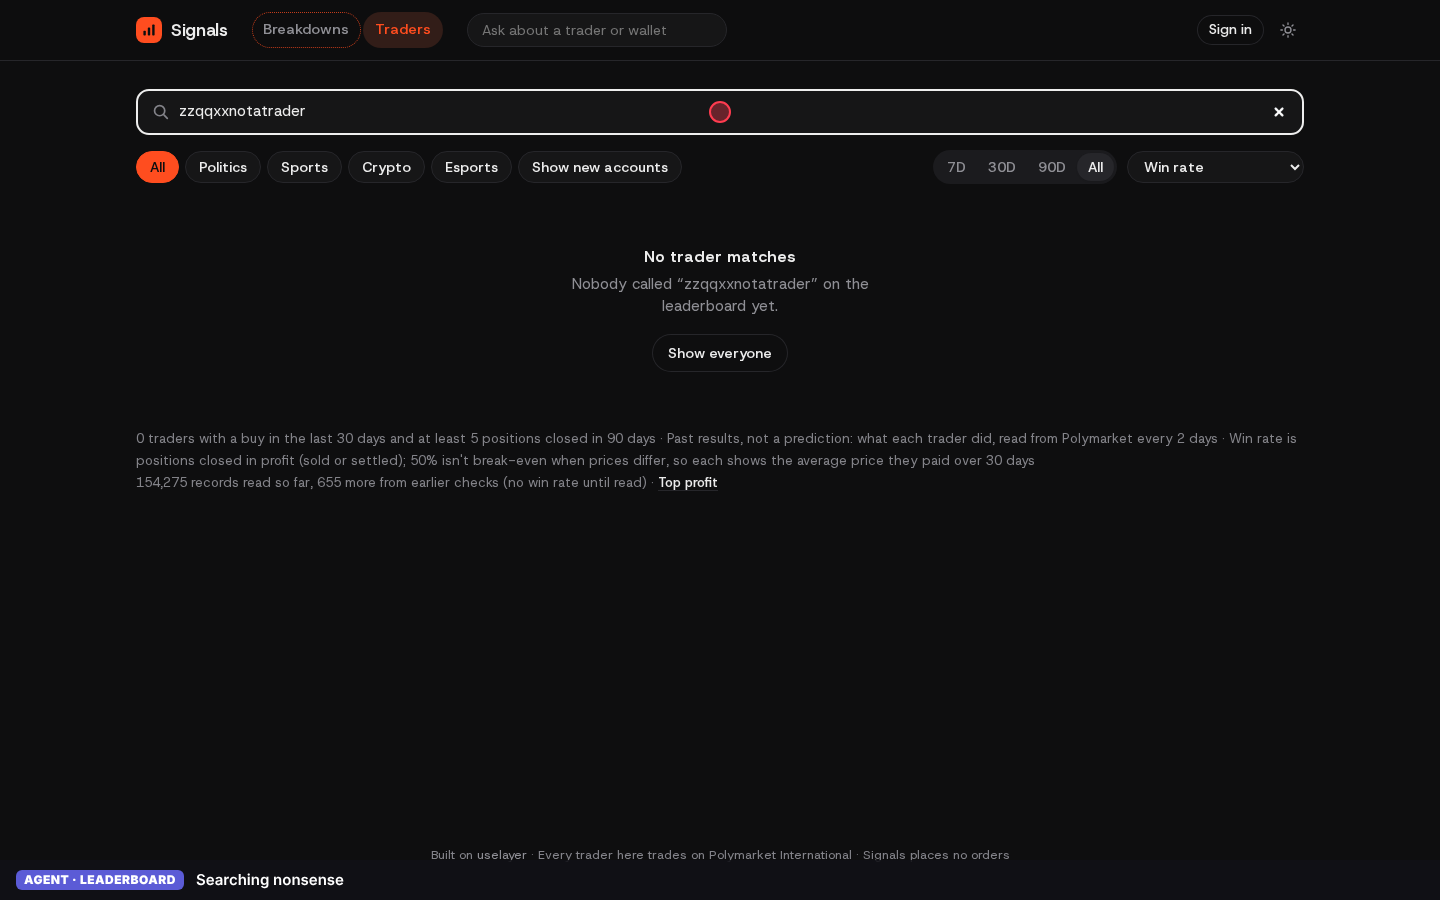 Signals
Breakdowns
Traders
Ask about a trader or wallet
Sign in
zzqqxxnotatrader
All
Politics
Sports
Crypto
Esports
Show new accounts
7D
30D
90D
All
Win rate
No trader matches
Nobody called “zzqqxxnotatrader” on the
leaderboard yet.
Show everyone
0 traders with a buy in the last 30 days and at least 5 positions closed in 90 days · Past results, not a prediction: what each trader did, read from Polymarket every 2 days · Win rate is
positions closed in profit (sold or settled); 50% isn't break-even when prices differ, so each shows the average price they paid over 30 days
154,275 records read so far, 655 more from earlier checks (no win rate until read) · Top profit
Built on uselayer · Every trader here trades on Polymarket International · Signals places no orders
AGENT · LEADERBOARD
Searching nonsense